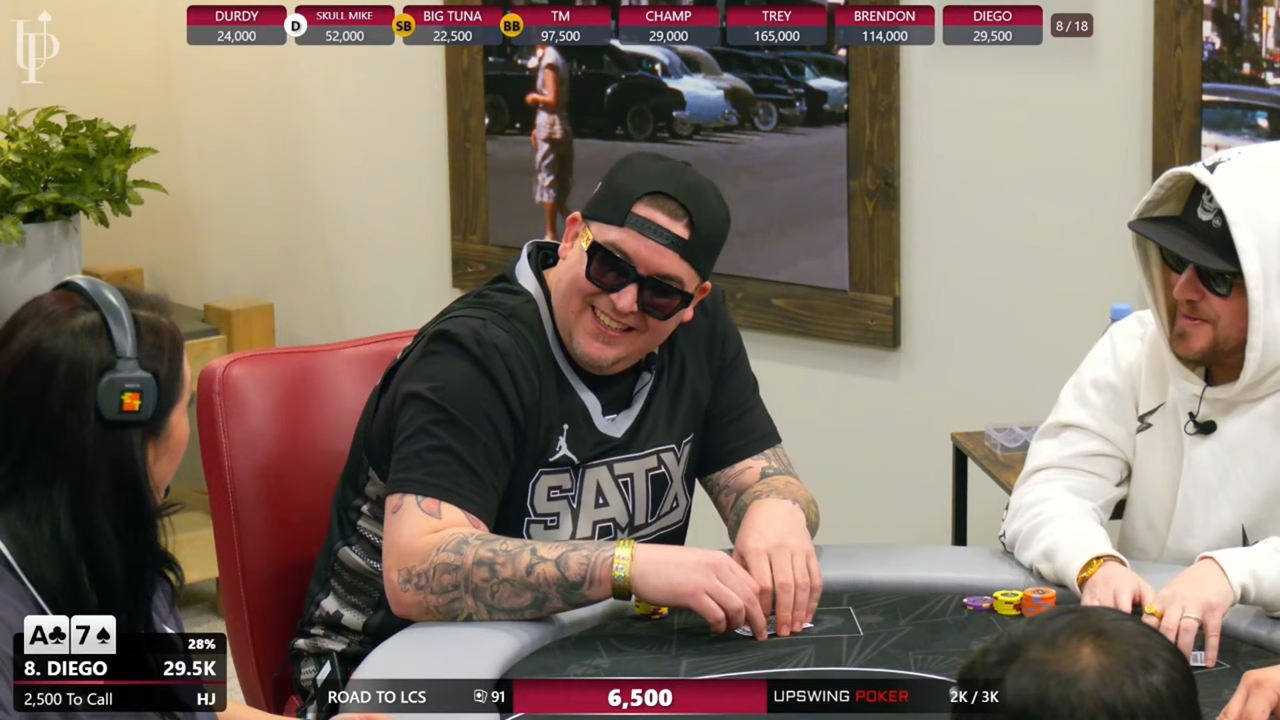 DURDY
24,000
D
SKULL MIKE
52,000
SB
BIG TUNA
22,500
BB
TM
97,500
CHAMP
29,000
TREY
165,000
BRENDON
114,000
DIEGO
29,500
8 / 18
UP
SATX
A♣ 7♠
28%
8. DIEGO 29.5K
2,500 To Call HJ
ROAD TO LCS 91 6,500 UPSWING POKER 2K / 3K